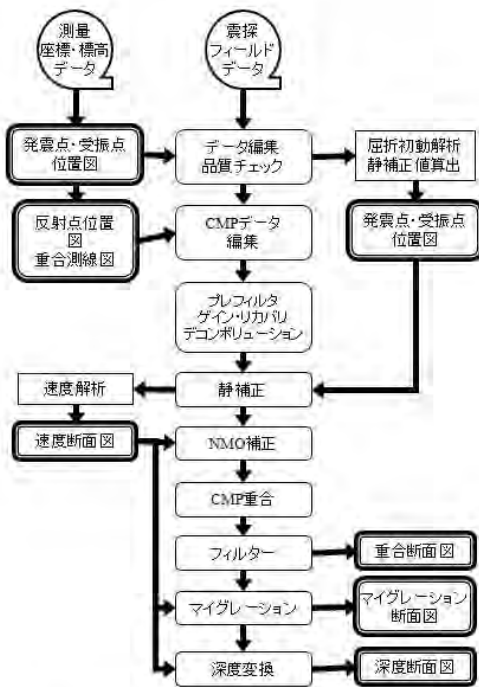 測量
座標・標高
データ
震探
フィールド
データ
発震点・受振点
位置図
データ編集
品質チェック
屈折初動解析
静補正値算出
反射点位置
図
重合測線図
CMPデータ
編集
発震点・受振点
位置図
プレフィルタ
ゲイン・リカバリ
デコンボリューション
速度解析
静補正
速度断面図
NMO補正
CMP重合
フィルター
重合断面図
マイグレーション
マイグレーション
断面図
深度変換
深度断面図